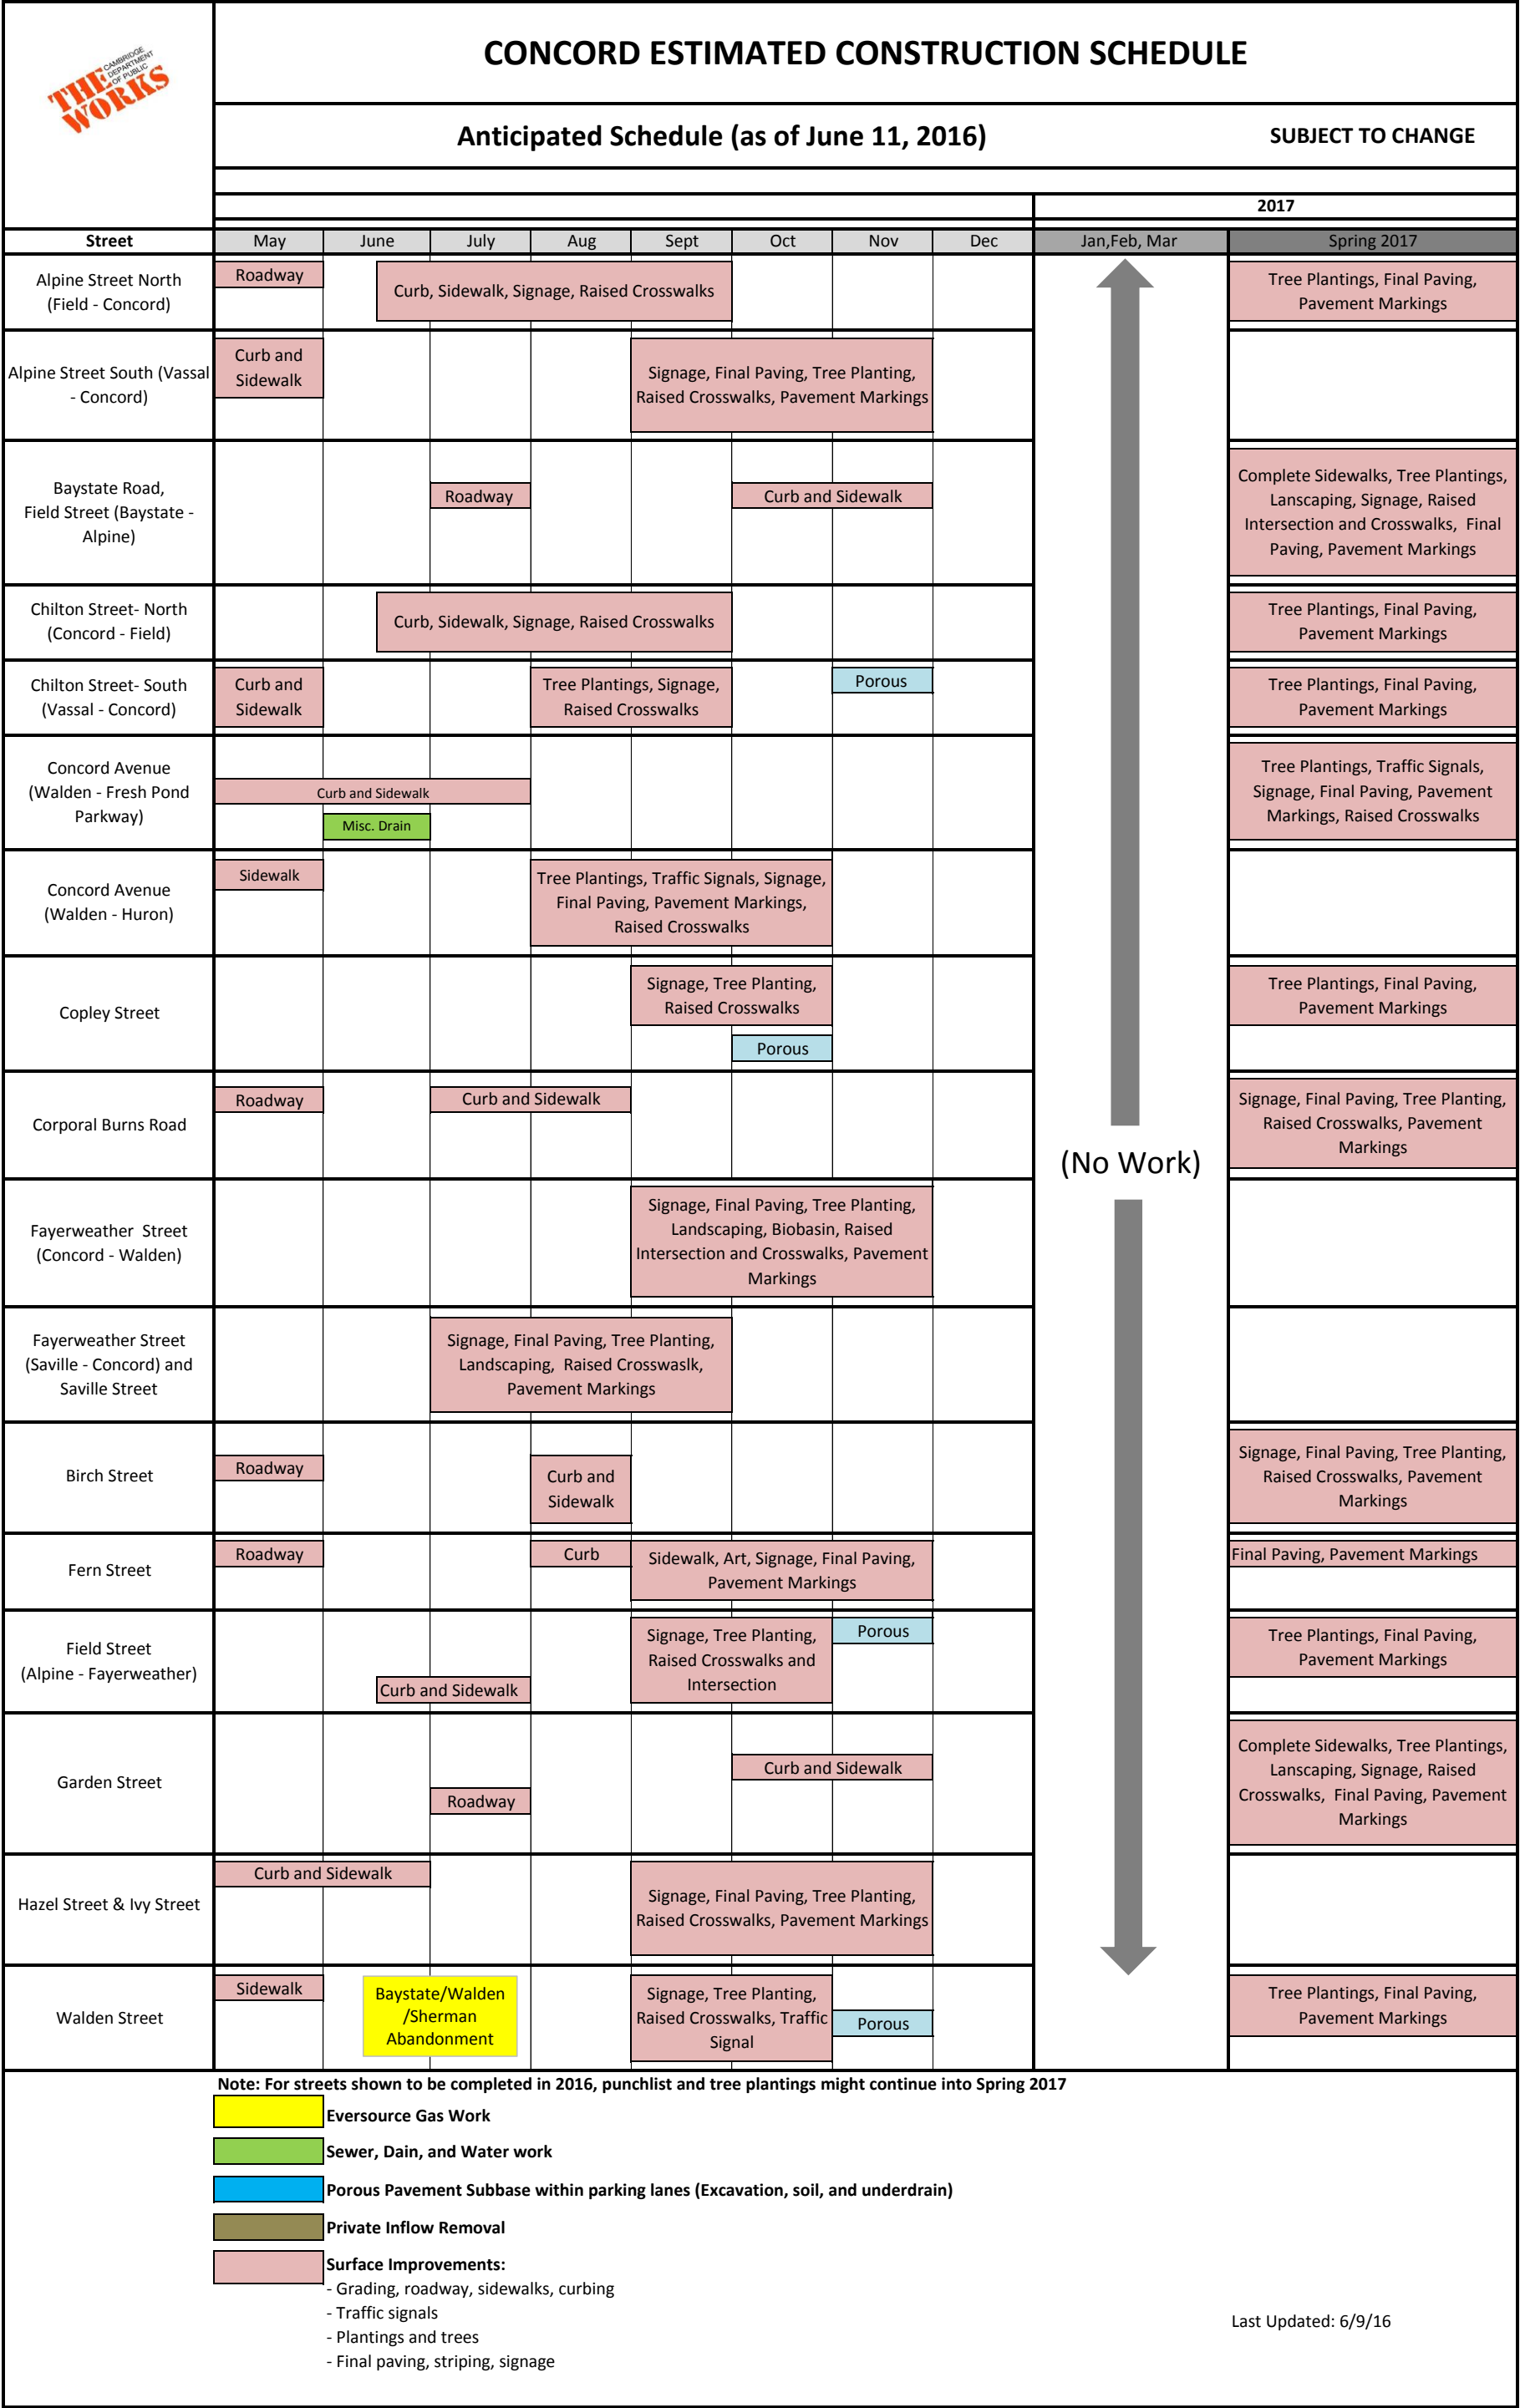 THE WORKS
CAMBRIDGE
DEPARTMENT
OF PUBLIC
CONCORD ESTIMATED CONSTRUCTION SCHEDULE
Anticipated Schedule (as of June 11, 2016)
SUBJECT TO CHANGE
2017
Street
May
June
July
Aug
Sept
Oct
Nov
Dec
Jan,Feb, Mar
Spring 2017
Alpine Street North
(Field - Concord)
Roadway
Curb, Sidewalk, Signage, Raised Crosswalks
Tree Plantings, Final Paving,
Pavement Markings
Alpine Street South (Vassal
- Concord)
Curb and
Sidewalk
Signage, Final Paving, Tree Planting,
Raised Crosswalks, Pavement Markings
Baystate Road,
Field Street (Baystate -
Alpine)
Roadway
Curb and Sidewalk
Complete Sidewalks, Tree Plantings,
Lanscaping, Signage, Raised
Intersection and Crosswalks, Final
Paving, Pavement Markings
Chilton Street- North
(Concord - Field)
Curb, Sidewalk, Signage, Raised Crosswalks
Tree Plantings, Final Paving,
Pavement Markings
Chilton Street- South
(Vassal - Concord)
Curb and
Sidewalk
Tree Plantings, Signage,
Raised Crosswalks
Porous
Tree Plantings, Final Paving,
Pavement Markings
Concord Avenue
(Walden - Fresh Pond
Parkway)
Curb and Sidewalk
Misc. Drain
Tree Plantings, Traffic Signals,
Signage, Final Paving, Pavement
Markings, Raised Crosswalks
Concord Avenue
(Walden - Huron)
Sidewalk
Tree Plantings, Traffic Signals, Signage,
Final Paving, Pavement Markings,
Raised Crosswalks
Copley Street
Signage, Tree Planting,
Raised Crosswalks
Porous
Tree Plantings, Final Paving,
Pavement Markings
Corporal Burns Road
Roadway
Curb and Sidewalk
Signage, Final Paving, Tree Planting,
Raised Crosswalks, Pavement
Markings
(No Work)
Fayerweather Street
(Concord - Walden)
Signage, Final Paving, Tree Planting,
Landscaping, Biobasin, Raised
Intersection and Crosswalks, Pavement
Markings
Fayerweather Street
(Saville - Concord) and
Saville Street
Signage, Final Paving, Tree Planting,
Landscaping, Raised Crosswaslk,
Pavement Markings
Birch Street
Roadway
Curb and
Sidewalk
Signage, Final Paving, Tree Planting,
Raised Crosswalks, Pavement
Markings
Fern Street
Roadway
Curb
Sidewalk, Art, Signage, Final Paving,
Pavement Markings
Final Paving, Pavement Markings
Field Street
(Alpine - Fayerweather)
Curb and Sidewalk
Signage, Tree Planting,
Raised Crosswalks and
Intersection
Porous
Tree Plantings, Final Paving,
Pavement Markings
Garden Street
Roadway
Curb and Sidewalk
Complete Sidewalks, Tree Plantings,
Lanscaping, Signage, Raised
Crosswalks, Final Paving, Pavement
Markings
Hazel Street & Ivy Street
Curb and Sidewalk
Signage, Final Paving, Tree Planting,
Raised Crosswalks, Pavement Markings
Walden Street
Sidewalk
Baystate/Walden
/Sherman
Abandonment
Signage, Tree Planting,
Raised Crosswalks, Traffic
Signal
Porous
Tree Plantings, Final Paving,
Pavement Markings
Note: For streets shown to be completed in 2016, punchlist and tree plantings might continue into Spring 2017
Eversource Gas Work
Sewer, Dain, and Water work
Porous Pavement Subbase within parking lanes (Excavation, soil, and underdrain)
Private Inflow Removal
Surface Improvements:
- Grading, roadway, sidewalks, curbing
- Traffic signals
- Plantings and trees
- Final paving, striping, signage
Last Updated: 6/9/16